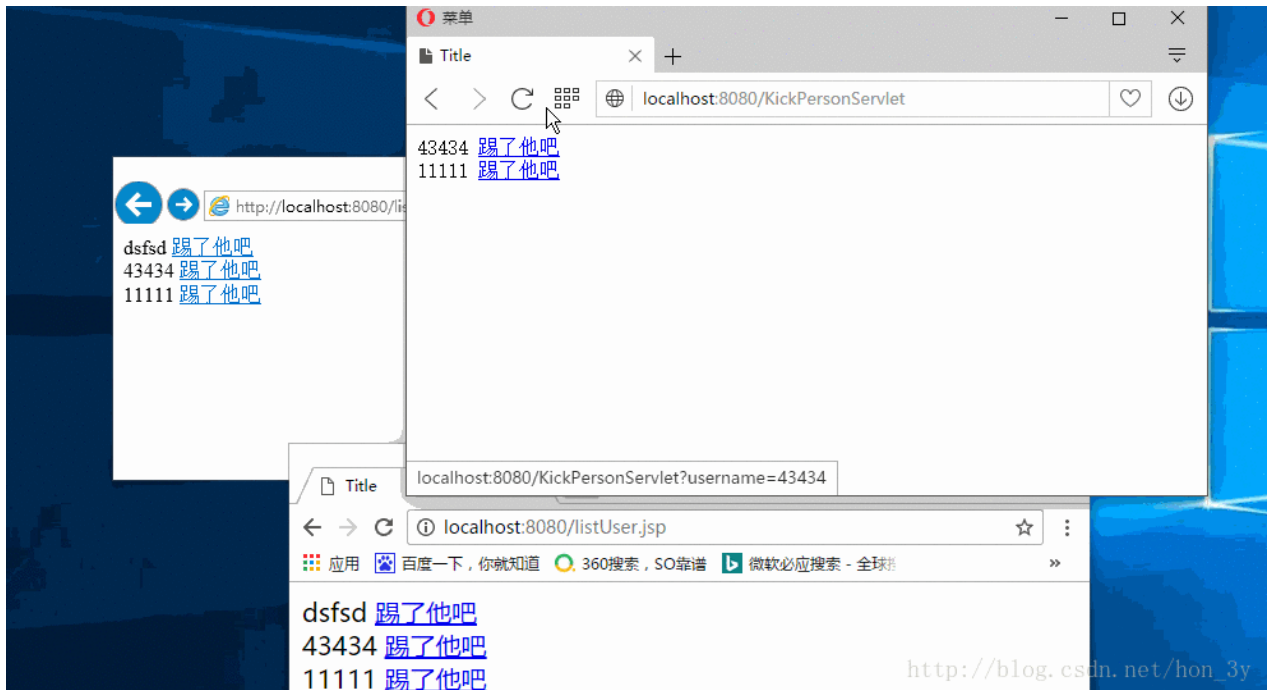 菜单
Title
localhost:8080/KickPersonServlet
43434 踢了他吧
11111 踢了他吧
http://localhost:8080/lis
dsfsd 踢了他吧
43434 踢了他吧
11111 踢了他吧
localhost:8080/KickPersonServlet?username=43434
Title
localhost:8080/listUser.jsp
应用 百度一下，你就知道 360搜索，SO靠谱 微软必应搜索 - 全球
dsfsd 踢了他吧
43434 踢了他吧
11111 踢了他吧
http://blog.csdn.net/hon_3y